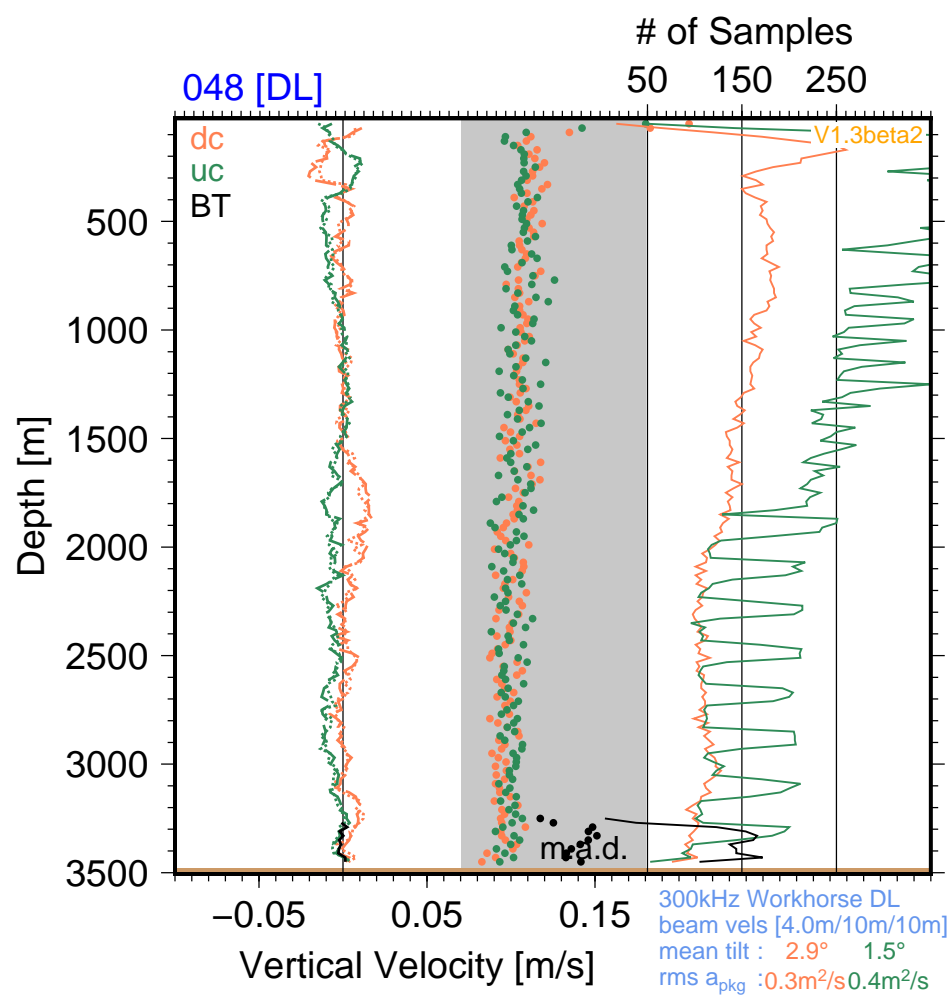 # of Samples
50 150 250
048 [DL]
dc
uc
BT
V1.3beta2
500
1000
1500
2000
2500
3000
3500
Depth [m]
m.a.d.
−0.05 0.05 0.15
Vertical Velocity [m/s]
300kHz Workhorse DL
beam vels [4.0m/10m/10m]
mean tilt : 2.9° 1.5°
rms a_pkg : 0.3m²/s 0.4m²/s